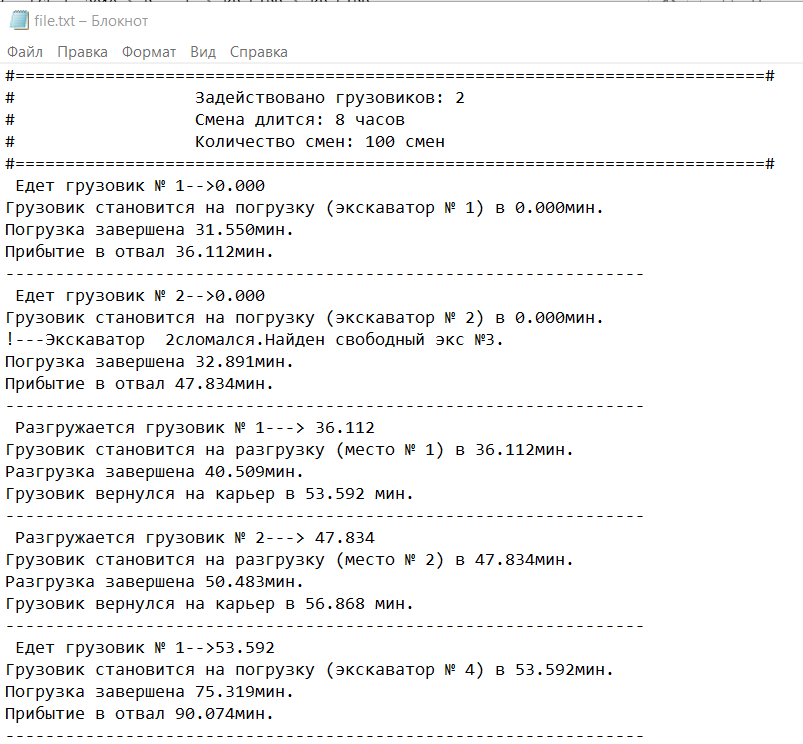 file.txt – Блокнот
Файл Правка Формат Вид Справка
#===========================================================================#
# Задействовано грузовиков: 2
# Смена длится: 8 часов
# Количество смен: 100 смен
#===========================================================================#
Едет грузовик № 1-->0.000
Грузовик становится на погрузку (экскаватор № 1) в 0.000мин.
Погрузка завершена 31.550мин.
Прибытие в отвал 36.112мин.
----------------------------------------------------------------
Едет грузовик № 2-->0.000
Грузовик становится на погрузку (экскаватор № 2) в 0.000мин.
!---Экскаватор  2сломался.Найден свободный экс №3.
Погрузка завершена 32.891мин.
Прибытие в отвал 47.834мин.
----------------------------------------------------------------
Разгружается грузовик № 1---> 36.112
Грузовик становится на разгрузку (место № 1) в 36.112мин.
Разгрузка завершена 40.509мин.
Грузовик вернулся на карьер в 53.592 мин.
----------------------------------------------------------------
Разгружается грузовик № 2---> 47.834
Грузовик становится на разгрузку (место № 2) в 47.834мин.
Разгрузка завершена 50.483мин.
Грузовик вернулся на карьер в 56.868 мин.
----------------------------------------------------------------
Едет грузовик № 1-->53.592
Грузовик становится на погрузку (экскаватор № 4) в 53.592мин.
Погрузка завершена 75.319мин.
Прибытие в отвал 90.074мин.
----------------------------------------------------------------